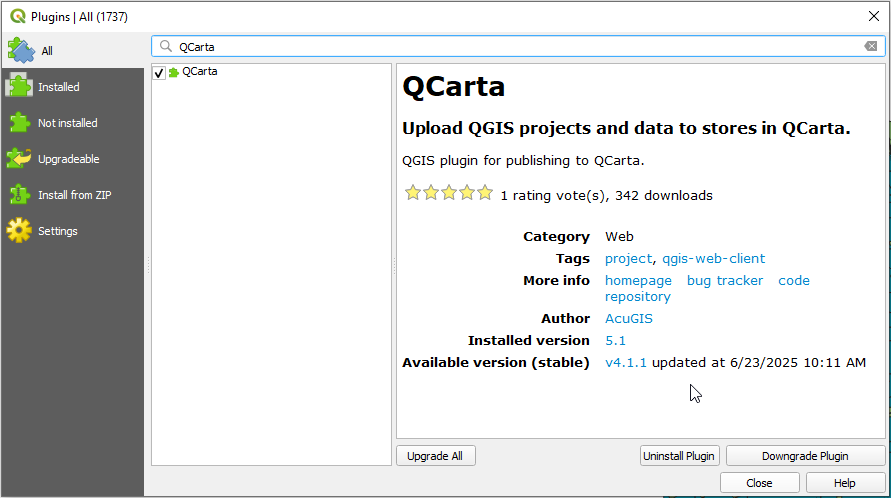 Plugins | All (1737)
All
Installed
Not installed
Upgradeable
Install from ZIP
Settings
QCarta
QCarta
QCarta
Upload QGIS projects and data to stores in QCarta.
QGIS plugin for publishing to QCarta.
1 rating vote(s), 342 downloads
Category Web
Tags project, qgis-web-client
More info homepage bug tracker code
repository
Author AcuGIS
Installed version 5.1
Available version (stable) v4.1.1 updated at 6/23/2025 10:11 AM
Upgrade All Uninstall Plugin Downgrade Plugin
Close Help